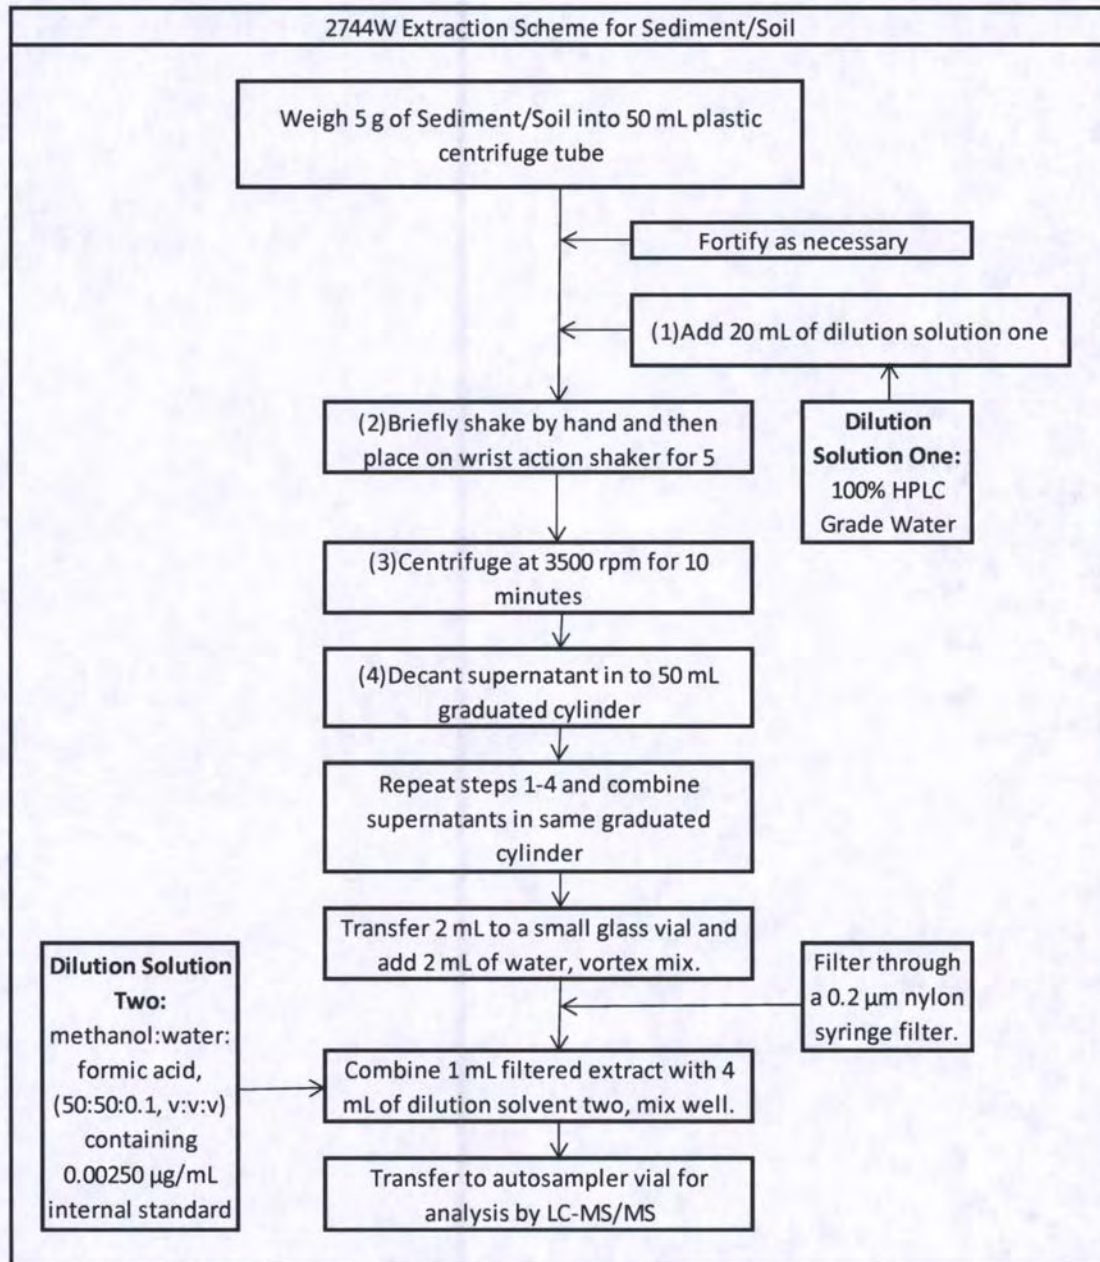 2744W Extraction Scheme for Sediment/Soil
Weigh 5 g of Sediment/Soil into 50 mL plastic
centrifuge tube
Fortify as necessary
(1)Add 20 mL of dilution solution one
(2)Briefly shake by hand and then
place on wrist action shaker for 5
Dilution
Solution One:
100% HPLC
Grade Water
(3)Centrifuge at 3500 rpm for 10
minutes
(4)Decant supernatant in to 50 mL
graduated cylinder
Repeat steps 1-4 and combine
supernatants in same graduated
cylinder
Transfer 2 mL to a small glass vial and
add 2 mL of water, vortex mix.
Filter through
a 0.2 µm nylon
syringe filter.
Dilution Solution
Two:
methanol:water:
formic acid,
(50:50:0.1, v:v:v)
containing
0.00250 µg/mL
internal standard
Combine 1 mL filtered extract with 4
mL of dilution solvent two, mix well.
Transfer to autosampler vial for
analysis by LC-MS/MS